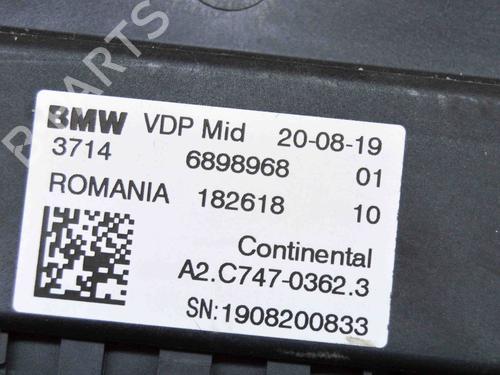 BMW VDP Mid 20-08-19
3714 6898968 01
ROMANIA 182618 10
Continental
A2.C747-0362.3
SN:1908200833
B-PARTS